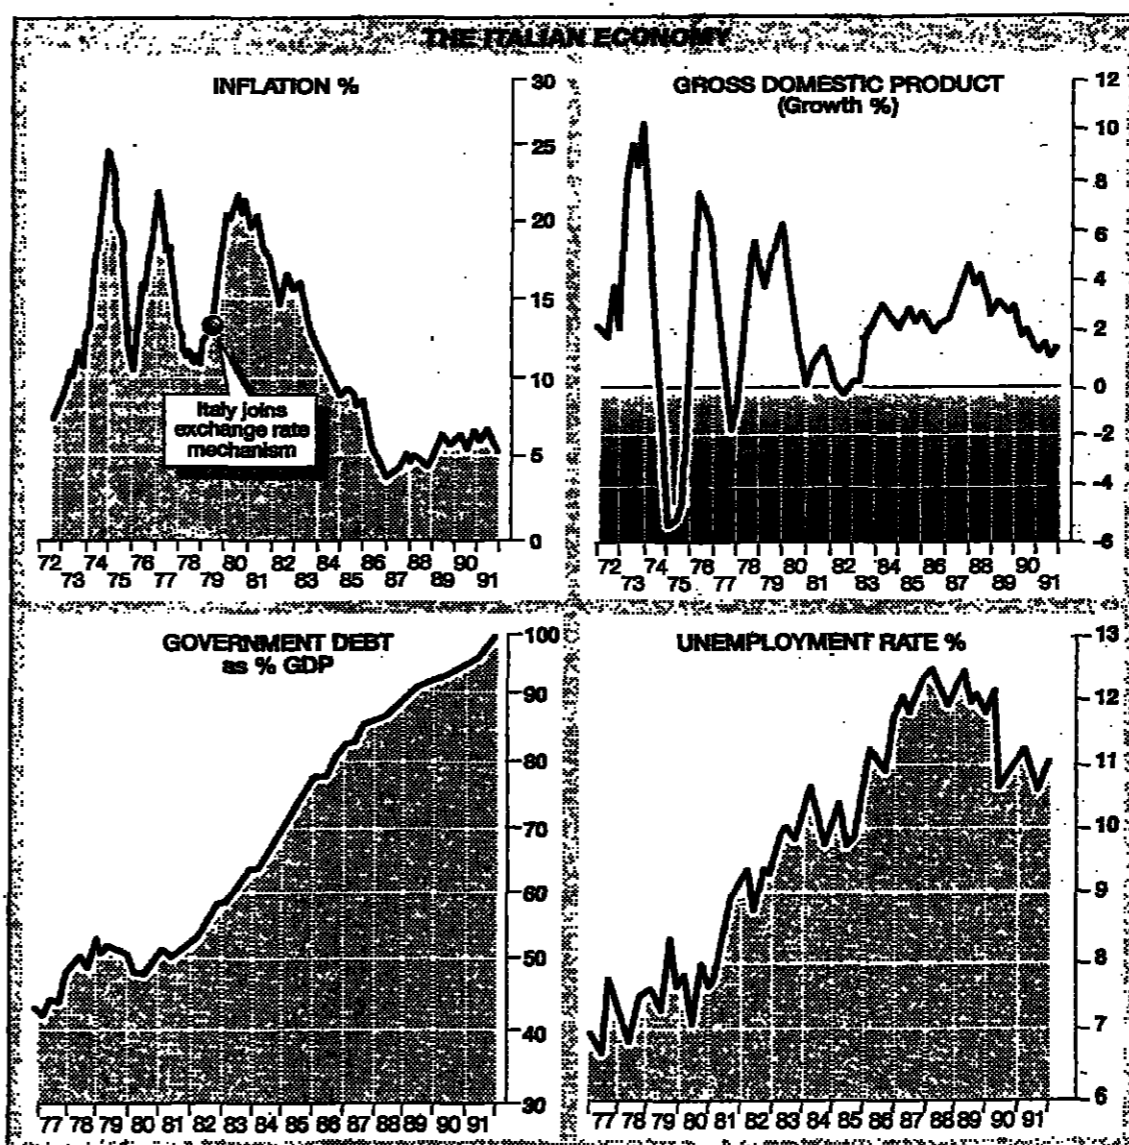 THE ITALIAN ECONOMY
INFLATION %
30
25
20
15
10
5
0
Italy joins
exchange rate
mechanism
72 74 76 78 80 82 84 86 88 90
73 75 77 79 81 83 85 87 89 91
GROSS DOMESTIC PRODUCT
(Growth %)
12
10
8
6
4
2
0
-2
-4
-6
72 74 76 78 80 82 84 86 88 90
73 75 77 79 81 83 85 87 89 91
GOVERNMENT DEBT
as % GDP
100
90
80
70
60
50
40
30
77 78 79 80 81 82 83 84 85 86 87 88 89 90 91
UNEMPLOYMENT RATE %
13
12
11
10
9
8
7
6
77 78 79 80 81 82 83 84 85 86 87 88 89 90 91